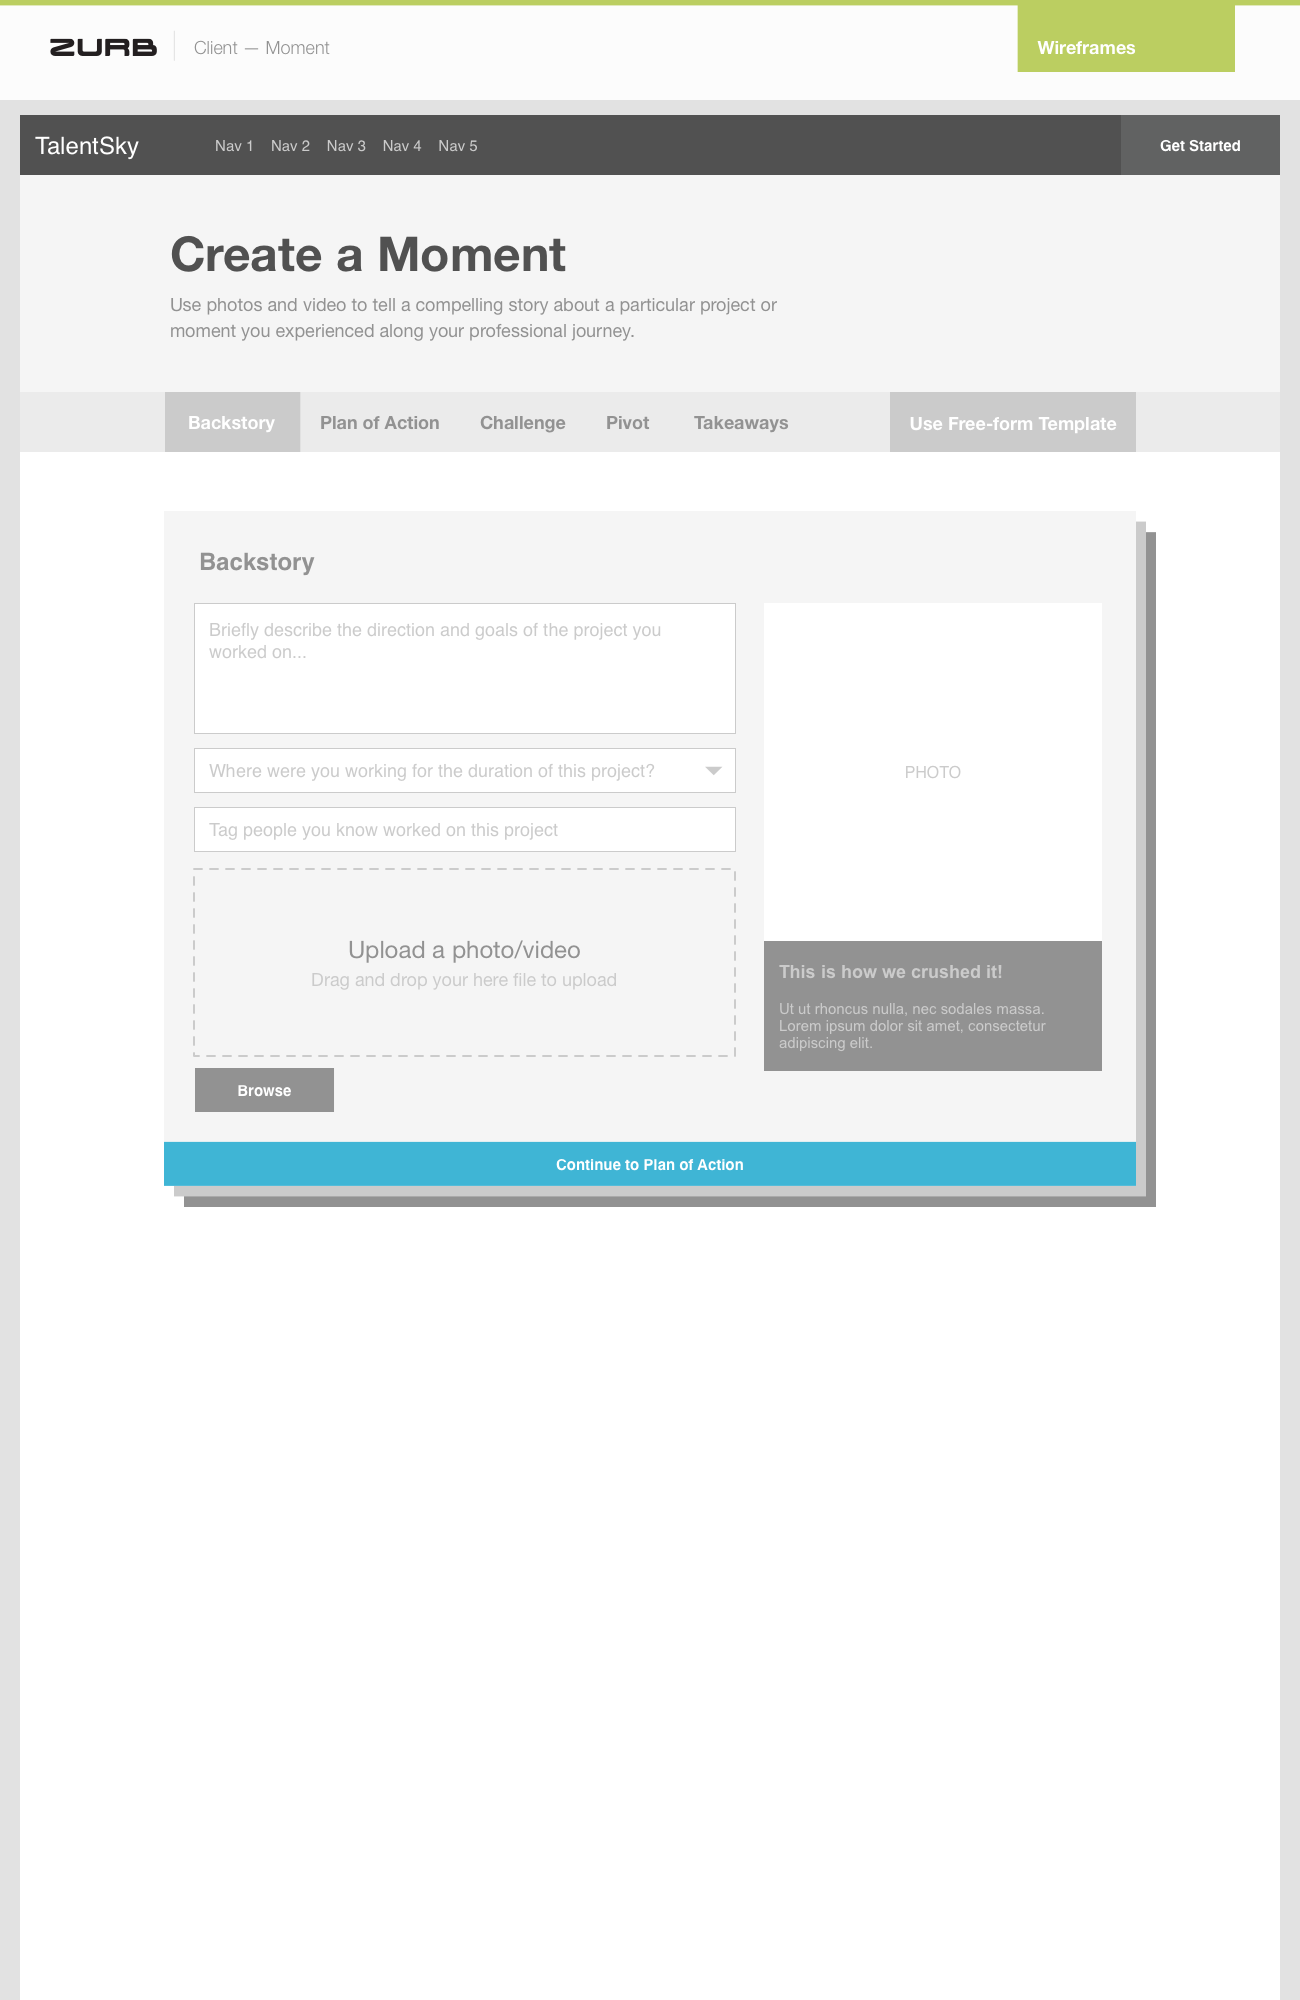 ZURB
Client — Moment
Wireframes
TalentSky
Nav 1 Nav 2 Nav 3 Nav 4 Nav 5
Get Started
Create a Moment
Use photos and video to tell a compelling story about a particular project or
moment you experienced along your professional journey.
Backstory Plan of Action Challenge Pivot Takeaways
Use Free-form Template
Backstory
Briefly describe the direction and goals of the project you
worked on...
Where were you working for the duration of this project?
Tag people you know worked on this project
Upload a photo/video
Drag and drop your here file to upload
Browse
PHOTO
This is how we crushed it!
Ut ut rhoncus nulla, nec sodales massa.
Lorem ipsum dolor sit amet, consectetur
adipiscing elit.
Continue to Plan of Action